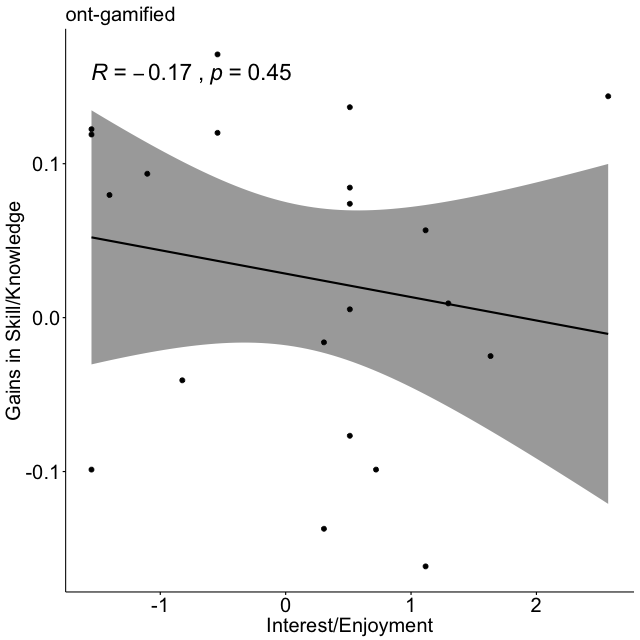 ont-gamified
R = −0.17 , p = 0.45
Gains in Skill/Knowledge
0.1
0.0
-0.1
-1 0 1 2
Interest/Enjoyment